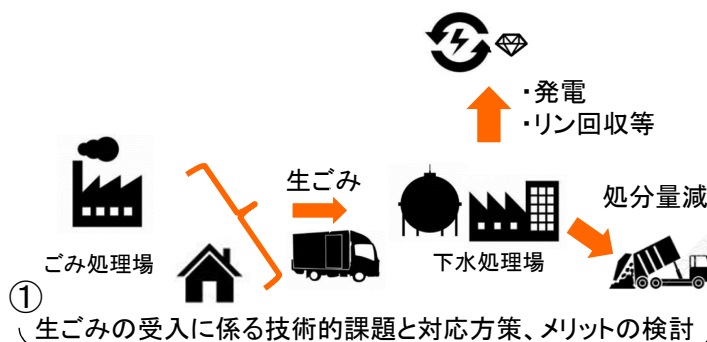 ・発電
・リン回収等
生ごみ
処分量減
ごみ処理場
下水処理場
①
生ごみの受入に係る技術的課題と対応方策、メリットの検討